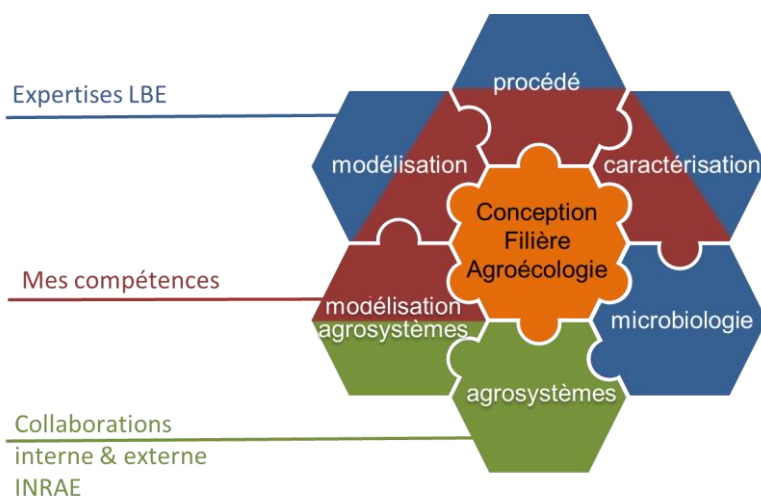 Expertises LBE
procédé
modélisation
caractérisation
Conception
Filière
Agroécologie
Mes compétences
modélisation
agrosystèmes
microbiologie
agrosystèmes
Collaborations
interne & externe
INRAE